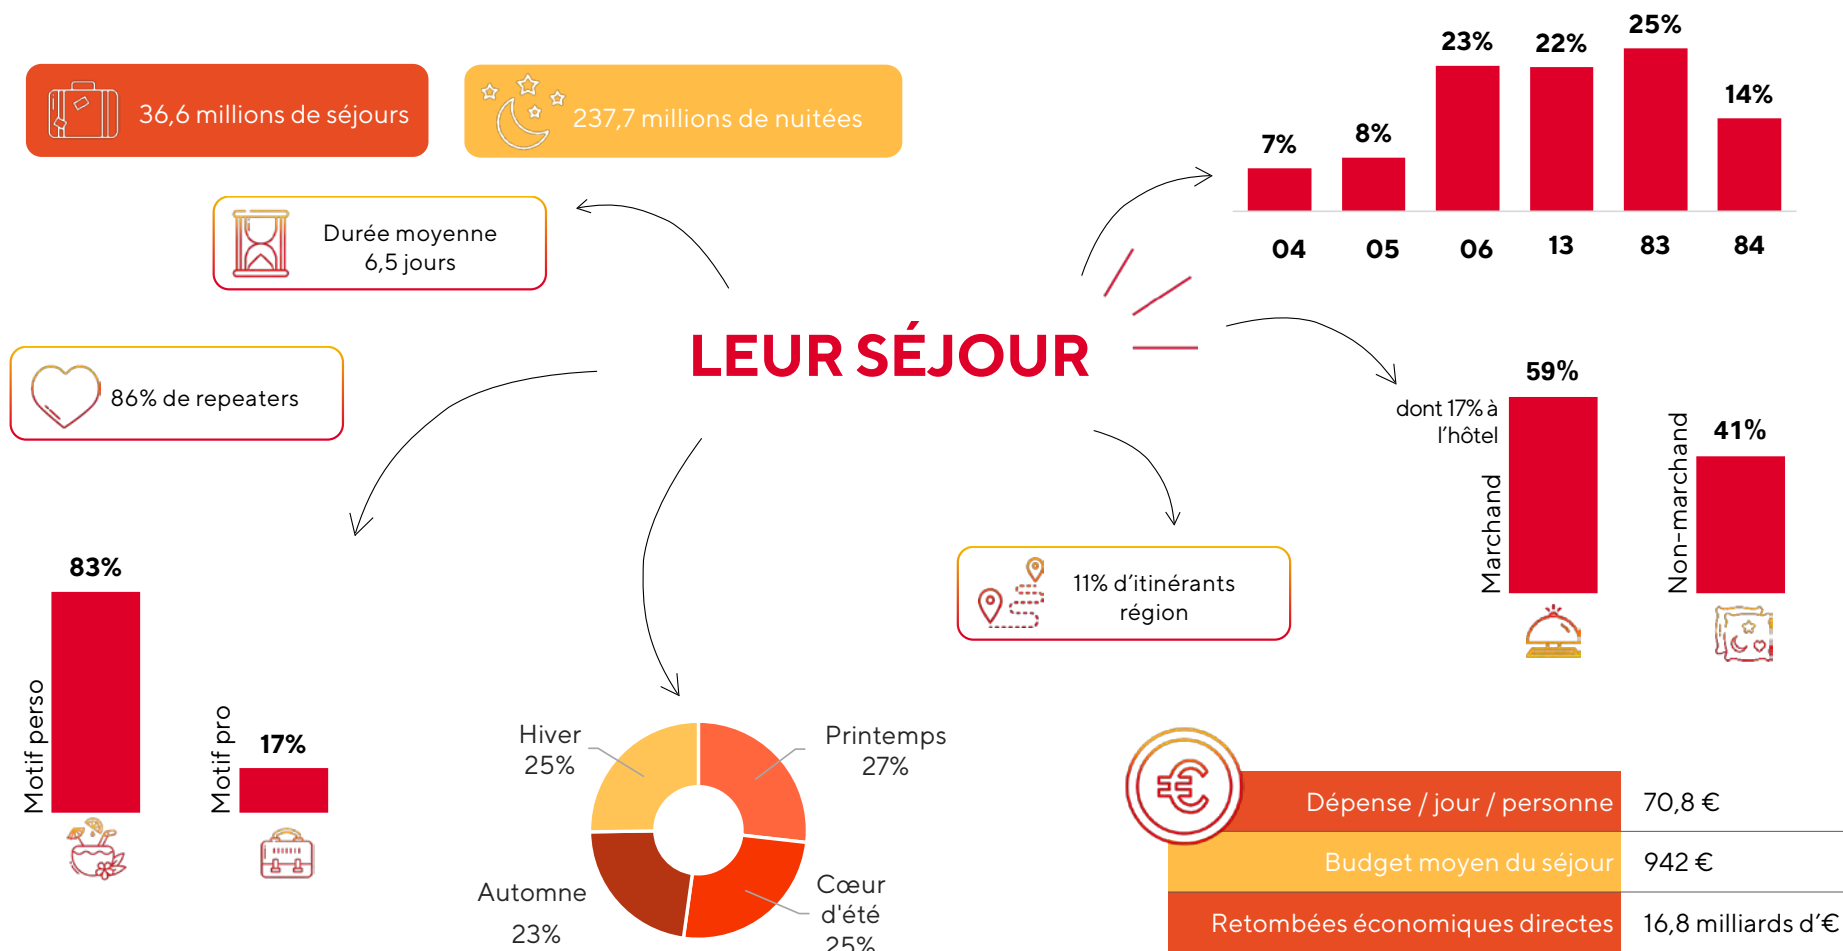 36,6 millions de séjours
237,7 millions de nuitées
Durée moyenne
6,5 jours
86% de repeaters
LEUR SÉJOUR
7%
8%
23%
22%
25%
14%
04
05
06
13
83
84
59%
dont 17% à
l'hôtel
Marchand
41%
Non-marchand
11% d'itinérants
région
83%
Motif perso
17%
Motif pro
Hiver
25%
Printemps
27%
Automne
23%
Cœur
d'été
25%
Dépense / jour / personne 70,8 €
Budget moyen du séjour 942 €
Retombées économiques directes 16,8 milliards d'€